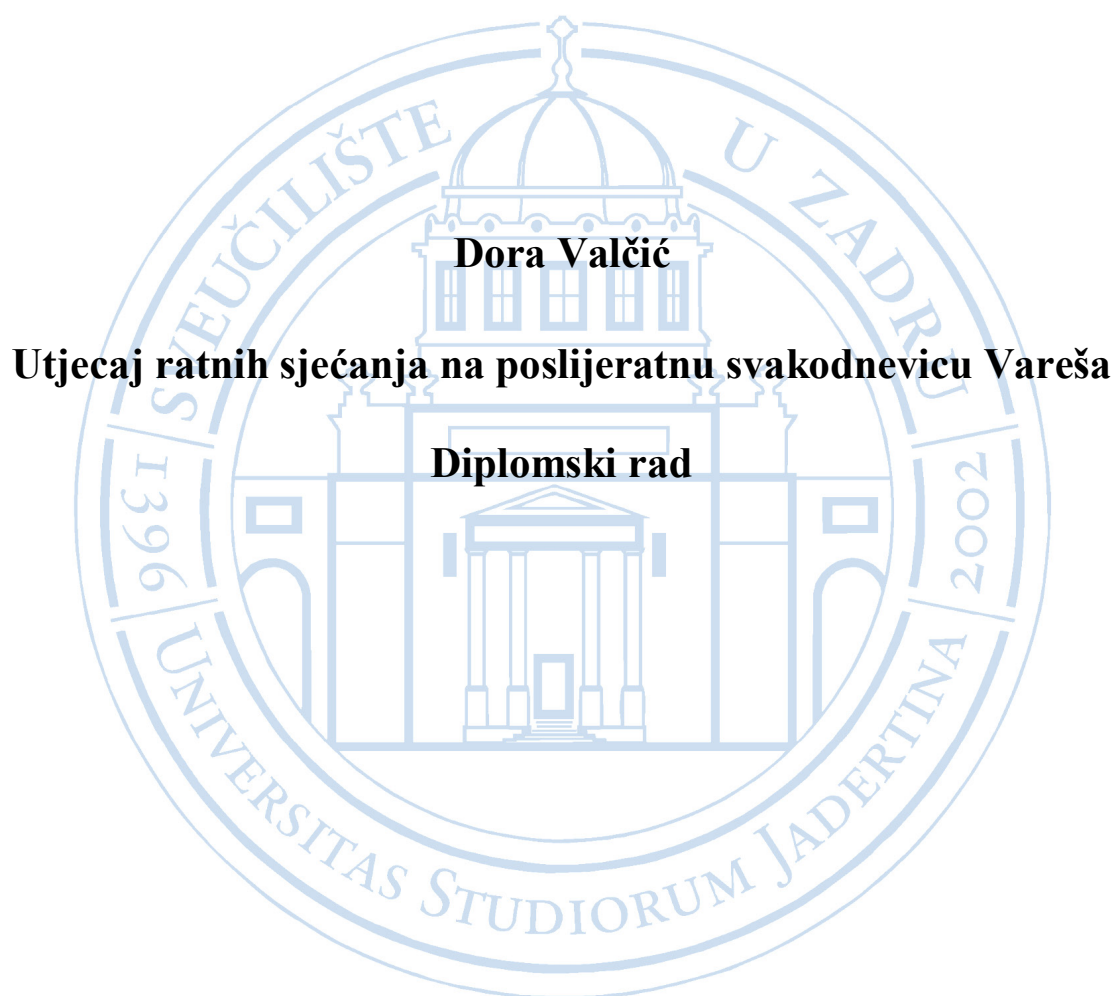 SVEUČILIŠTE U ZADRU
Dora Valčić
Utjecaj ratnih sjećanja na poslijeratnu svakodnevicu Vareša
Diplomski rad
1396
2002
UNIVERSITAS STUDIORUM JADERTINA